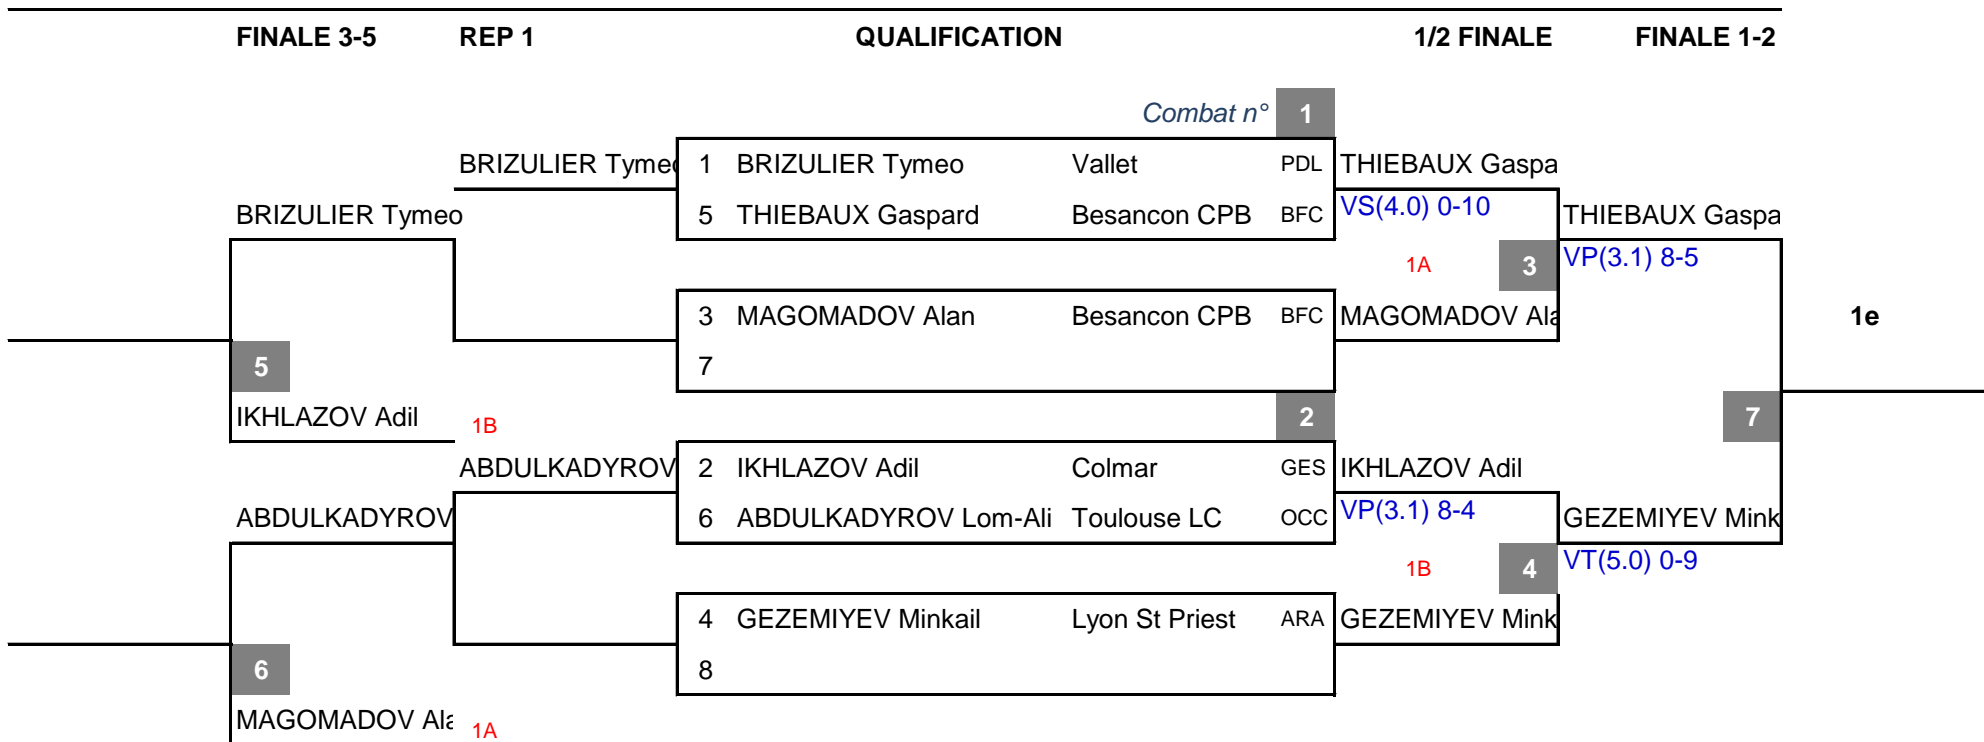 FINALE 3-5 REP 1 QUALIFICATION 1/2 FINALE FINALE 1-2
Combat n° 1
BRIZULIER Tymeo 1 BRIZULIER Tymeo Vallet PDL THIEBAUX Gaspa
BRIZULIER Tymeo 5 THIEBAUX Gaspard Besancon CPB BFC VS(4.0) 0-10 THIEBAUX Gaspa
1A 3 VP(3.1) 8-5
3 MAGOMADOV Alan Besancon CPB BFC MAGOMADOV Ala 1e
5 7
IKHLAZOV Adil 1B 2 7
ABDULKADYROV 2 IKHLAZOV Adil Colmar GES IKHLAZOV Adil
ABDULKADYROV 6 ABDULKADYROV Lom-Ali Toulouse LC OCC VP(3.1) 8-4 GEZEMIYEV Mink
1B 4 VT(5.0) 0-9
4 GEZEMIYEV Minkail Lyon St Priest ARA GEZEMIYEV Mink
6 8
MAGOMADOV Ala 1A